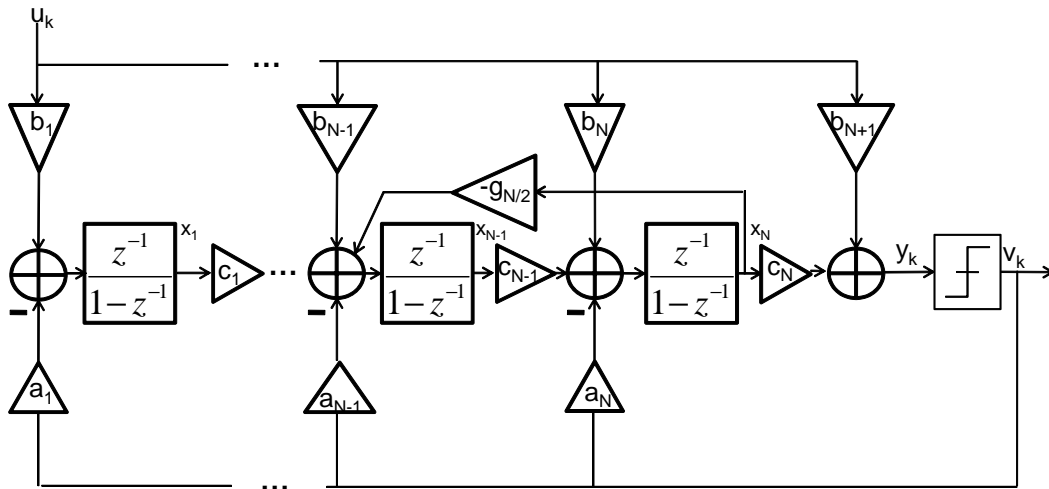 u_k
...
b_1
b_{N-1}
b_N
b_{N+1}
-g_{N/2}
x_1
x_{N-1}
x_N
z^{-1}
1-z^{-1}
c_1
...
z^{-1}
1-z^{-1}
c_{N-1}
z^{-1}
1-z^{-1}
c_N
y_k
v_k
-
-
-
a_1
a_{N-1}
a_N
...